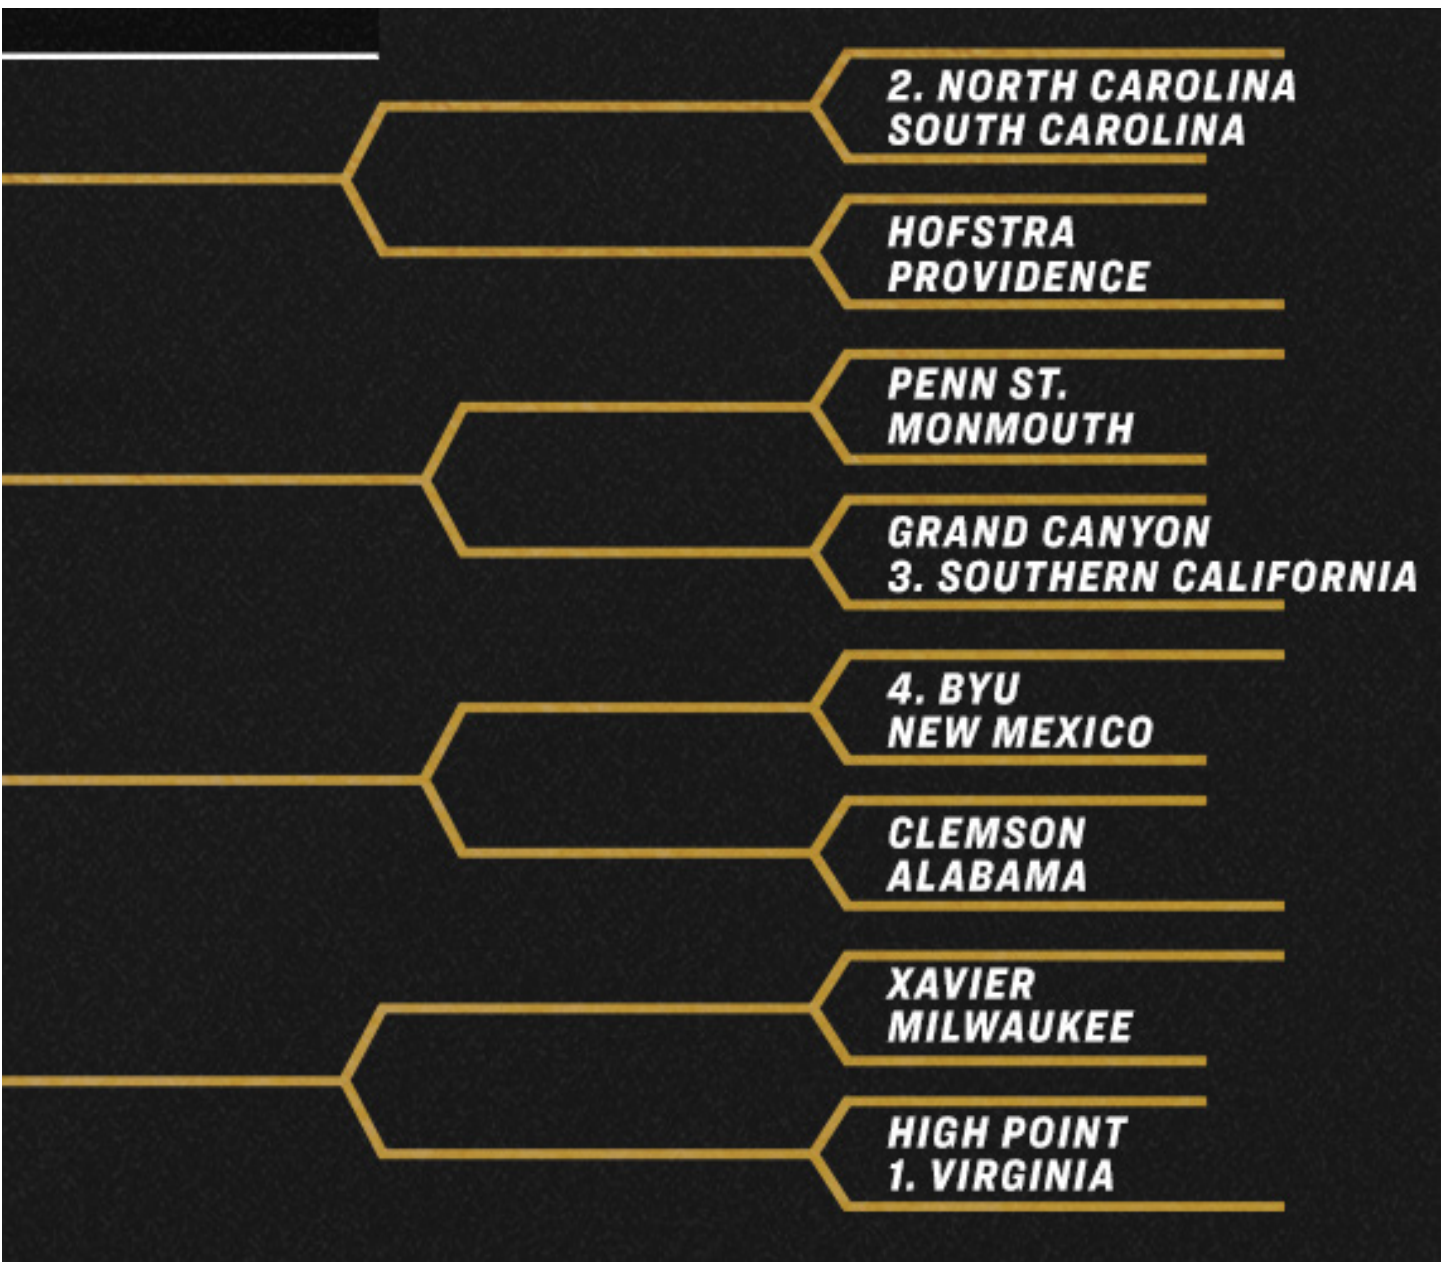 2. NORTH CAROLINA
SOUTH CAROLINA
HOFSTRA
PROVIDENCE
PENN ST.
MONMOUTH
GRAND CANYON
3. SOUTHERN CALIFORNIA
4. BYU
NEW MEXICO
CLEMSON
ALABAMA
XAVIER
MILWAUKEE
HIGH POINT
1. VIRGINIA